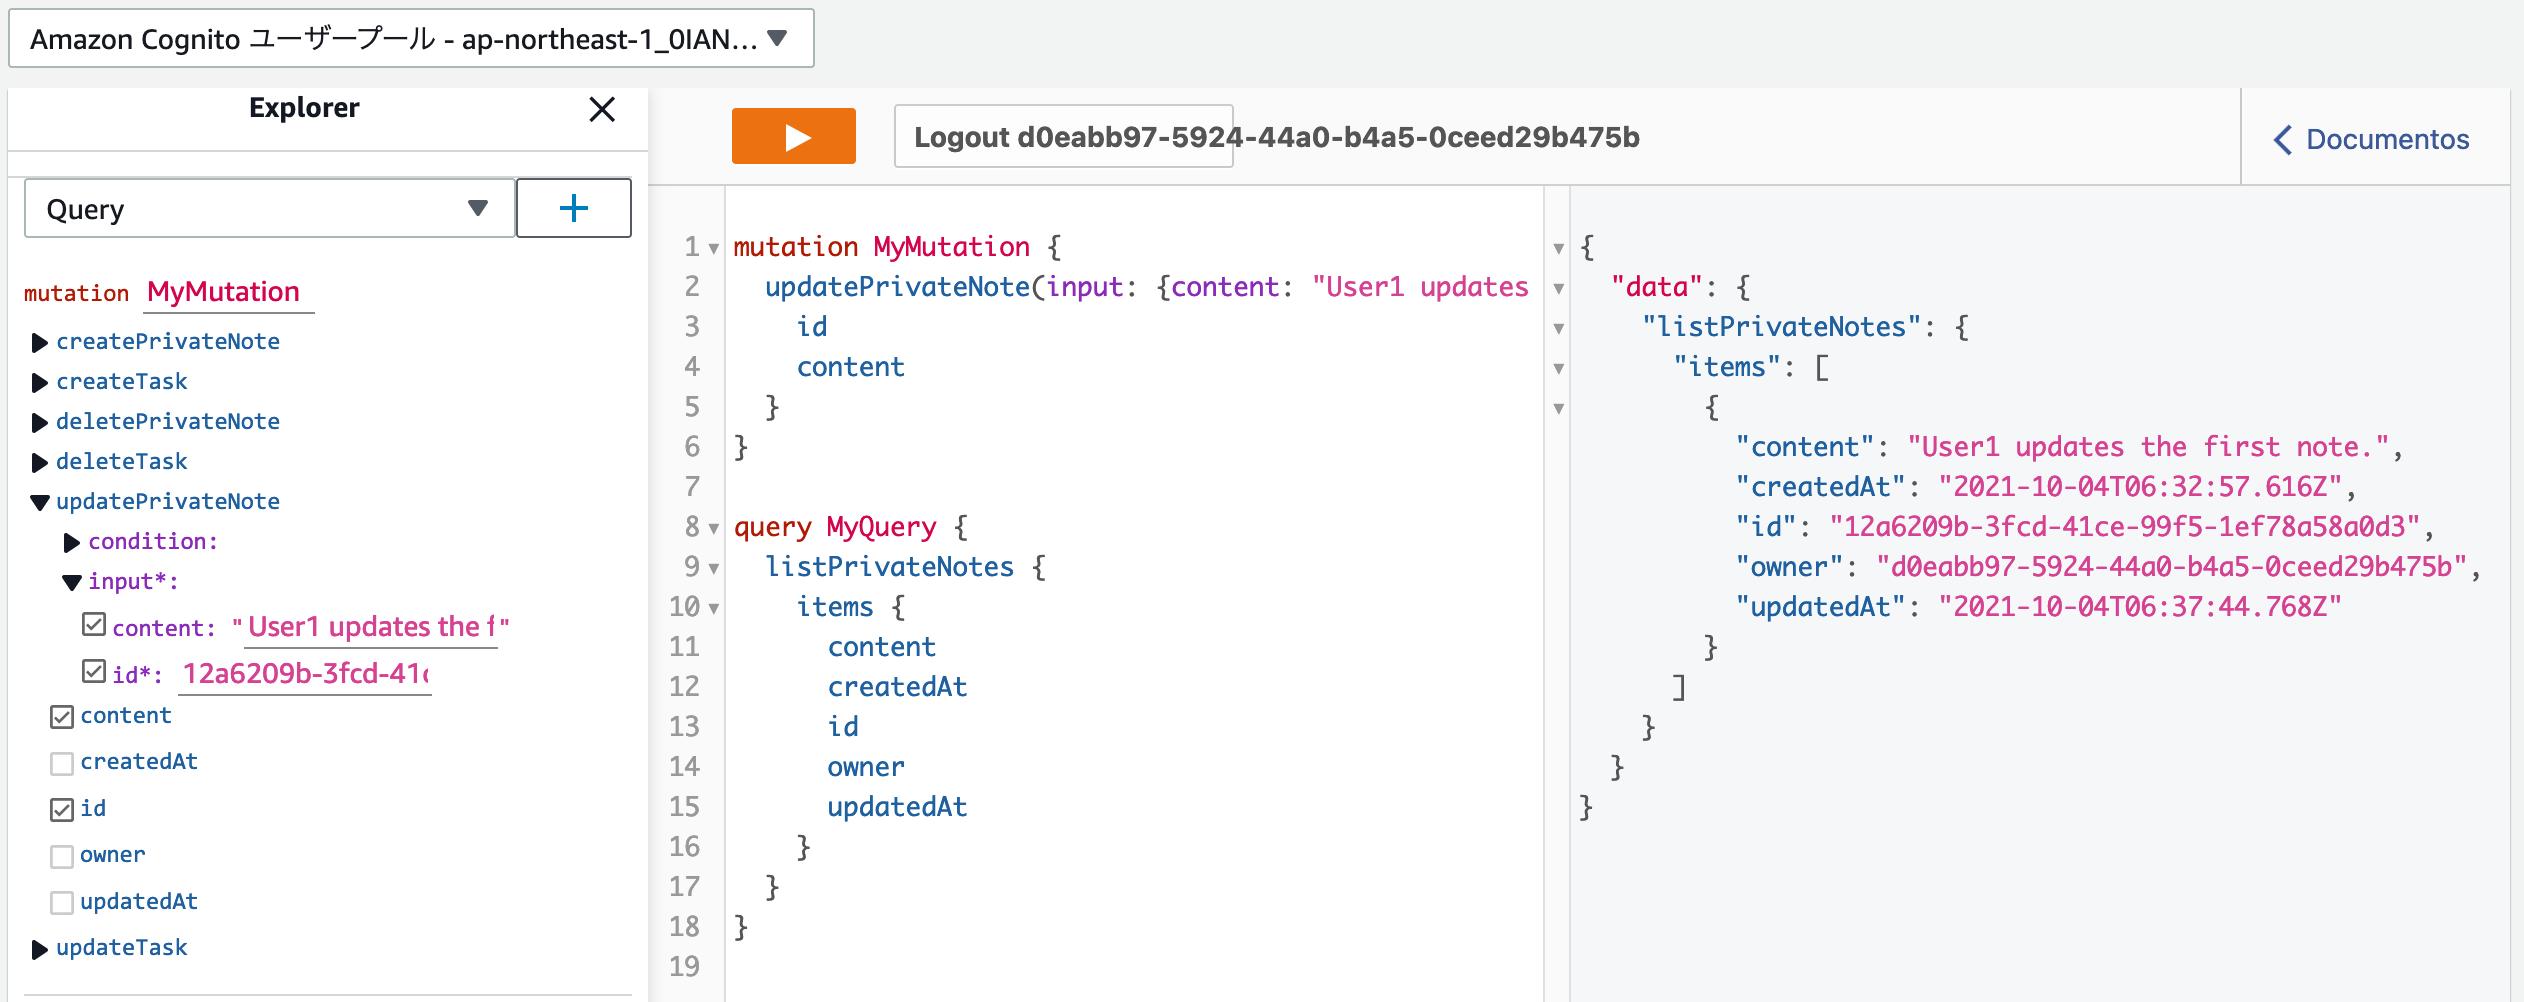 Amazon Cognito ユーザープール - ap-northeast-1_0IAN...
Explorer
Query
mutation MyMutation
createPrivateNote
createTask
deletePrivateNote
deleteTask
updatePrivateNote
condition:
input*:
content: "User1 updates the f"
id*: 12a6209b-3fcd-41c
content
createdAt
id
owner
updatedAt
updateTask
Logout d0eabb97-5924-44a0-b4a5-0ceed29b475b
Documentos
1 mutation MyMutation {
2 updatePrivateNote(input: {content: "User1 updates
3 id
4 content
5 }
6 }
7
8 query MyQuery {
9 listPrivateNotes {
10 items {
11 content
12 createdAt
13 id
14 owner
15 updatedAt
16 }
17 }
18 }
19
{
"data": {
"listPrivateNotes": {
"items": [
{
"content": "User1 updates the first note.",
"createdAt": "2021-10-04T06:32:57.616Z",
"id": "12a6209b-3fcd-41ce-99f5-1ef78a58a0d3",
"owner": "d0eabb97-5924-44a0-b4a5-0ceed29b475b",
"updatedAt": "2021-10-04T06:37:44.768Z"
}
]
}
}
}